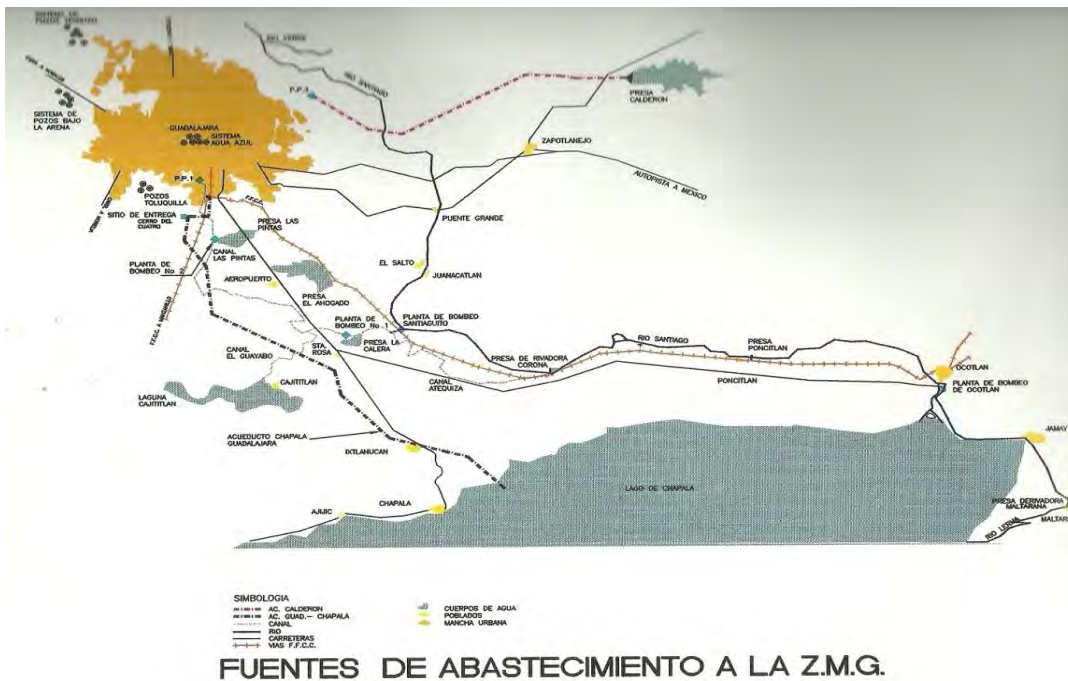 SISTEMA DE
RIO VERDE
RIO SANTIAGO
P.P.3
PRESA
CALDERON
SISTEMA DE
POZOS BAJO
LA ARENA
GUADALAJARA
SISTEMA
AGUA AZUL
ZAPOTLANEJO
AUTOPISTA A MEXICO
P.P.1
POZOS
TOLUQUILLA
F.F.C.C.
SITIO DE ENTREGA
CERRO DEL
CUATRO
PRESA LAS
PINTAS
PUENTE GRANDE
CANAL
LAS PINTAS
PLANTA DE
BOMBEO No 2
EL SALTO
JUANACATLAN
AEROPUERTO
PRESA
EL AHOGADO
F.F.C.C. A MANZANILLO
PLANTA DE
BOMBEO No 1
PLANTA DE BOMBEO
SANTIAGUITO
PRESA LA
CALERA
STA.
ROSA
RIO SANTIAGO
PRESA
PONCITLAN
PRESA DE RIVADORA
CORONA
CANAL
EL GUAYABO
CANAL
ATEQUIZA
PONCITLAN
OCOTLAN
PLANTA DE BOMBEO
DE OCOTLAN
CAJITITLAN
LAGUNA
CAJITITLAN
ACUEDUCTO CHAPALA
GUADALAJARA
IXTLAHUCAN
JAMAY
LAGO DE CHAPALA
CHAPALA
AJIJIC
PRESA DERIVADORA
MALTARANA
MALTARA
RIO LERMA
SIMBOLOGIA
AC. CALDERON
AC. GUAD.- CHAPALA
CANAL
RIO
CARRETERAS
VIAS F.F.C.C.
CUERPOS DE AGUA
POBLADOS
MANCHA URBANA
FUENTES DE ABASTECIMIENTO A LA Z.M.G.